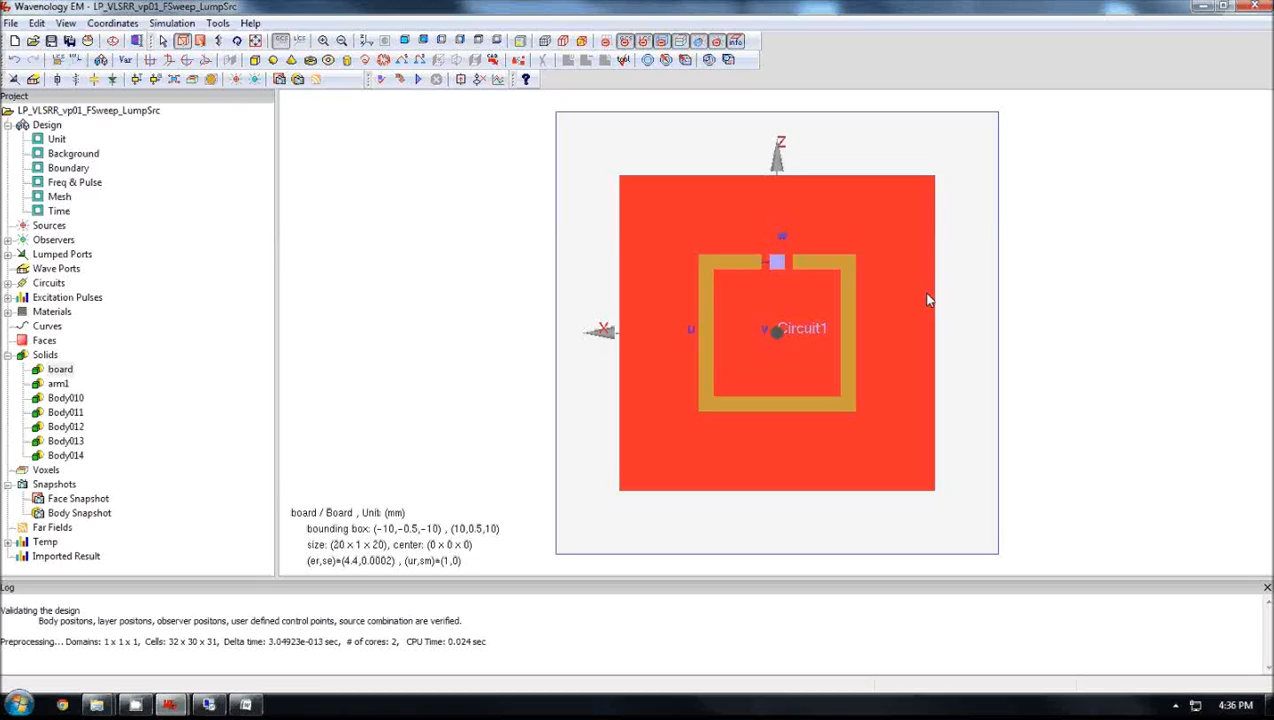 Wavenology EM - LP_VLSRR_vp01_FSweep_LumpSrc
File Edit View Coordinates Simulation Tools Help
GCS LCS
Var
info
Project
LP_VLSRR_vp01_FSweep_LumpSrc
Design
Unit
Background
Boundary
Freq & Pulse
Mesh
Time
Sources
Observers
Lumped Ports
Wave Ports
Circuits
Excitation Pulses
Materials
Curves
Faces
Solids
board
arm1
Body010
Body011
Body012
Body013
Body014
Voxels
Snapshots
Face Snapshot
Body Snapshot
Far Fields
Temp
Imported Result
Z
w
X
u
v
Circuit1
board / Board , Unit: (mm)
bounding box: (-10,-0.5,-10) , (10,0.5,10)
size: (20 x 1 x 20), center: (0 x 0 x 0)
(er,se)=(4.4,0.0002) , (ur,sm)=(1,0)
Log
Validating the design
Body positons, layer positons, observer positons, user defined control points, source combination are verified.
Preprocessing... Domains: 1 x 1 x 1, Cells: 32 x 30 x 31, Delta time: 3.04923e-013 sec, # of cores: 2, CPU Time: 0.024 sec
4:36 PM